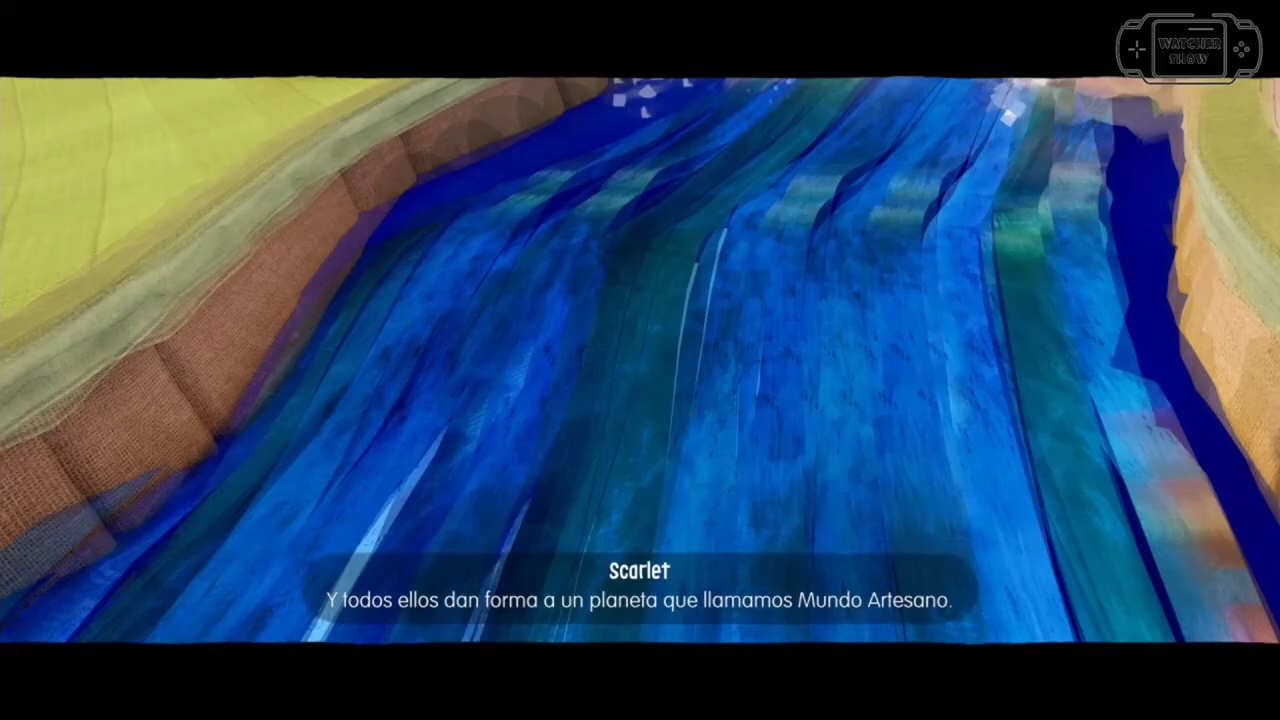 WATCHER
SHOW
Scarlet
Y todos ellos dan forma a un planeta que llamamos Mundo Artesano.